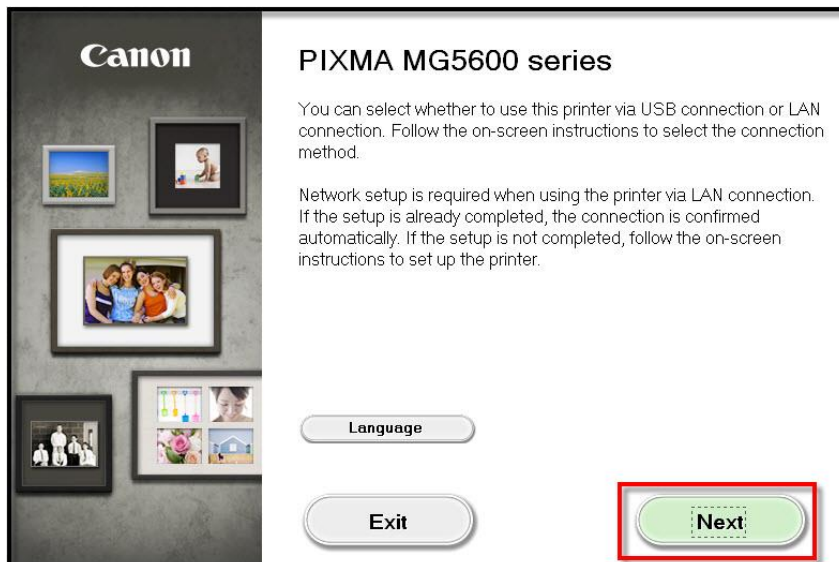 Canon
PIXMA MG5600 series
You can select whether to use this printer via USB connection or LAN
connection. Follow the on-screen instructions to select the connection
method.
Network setup is required when using the printer via LAN connection.
If the setup is already completed, the connection is confirmed
automatically. If the setup is not completed, follow the on-screen
instructions to set up the printer.
Language
Exit
Next